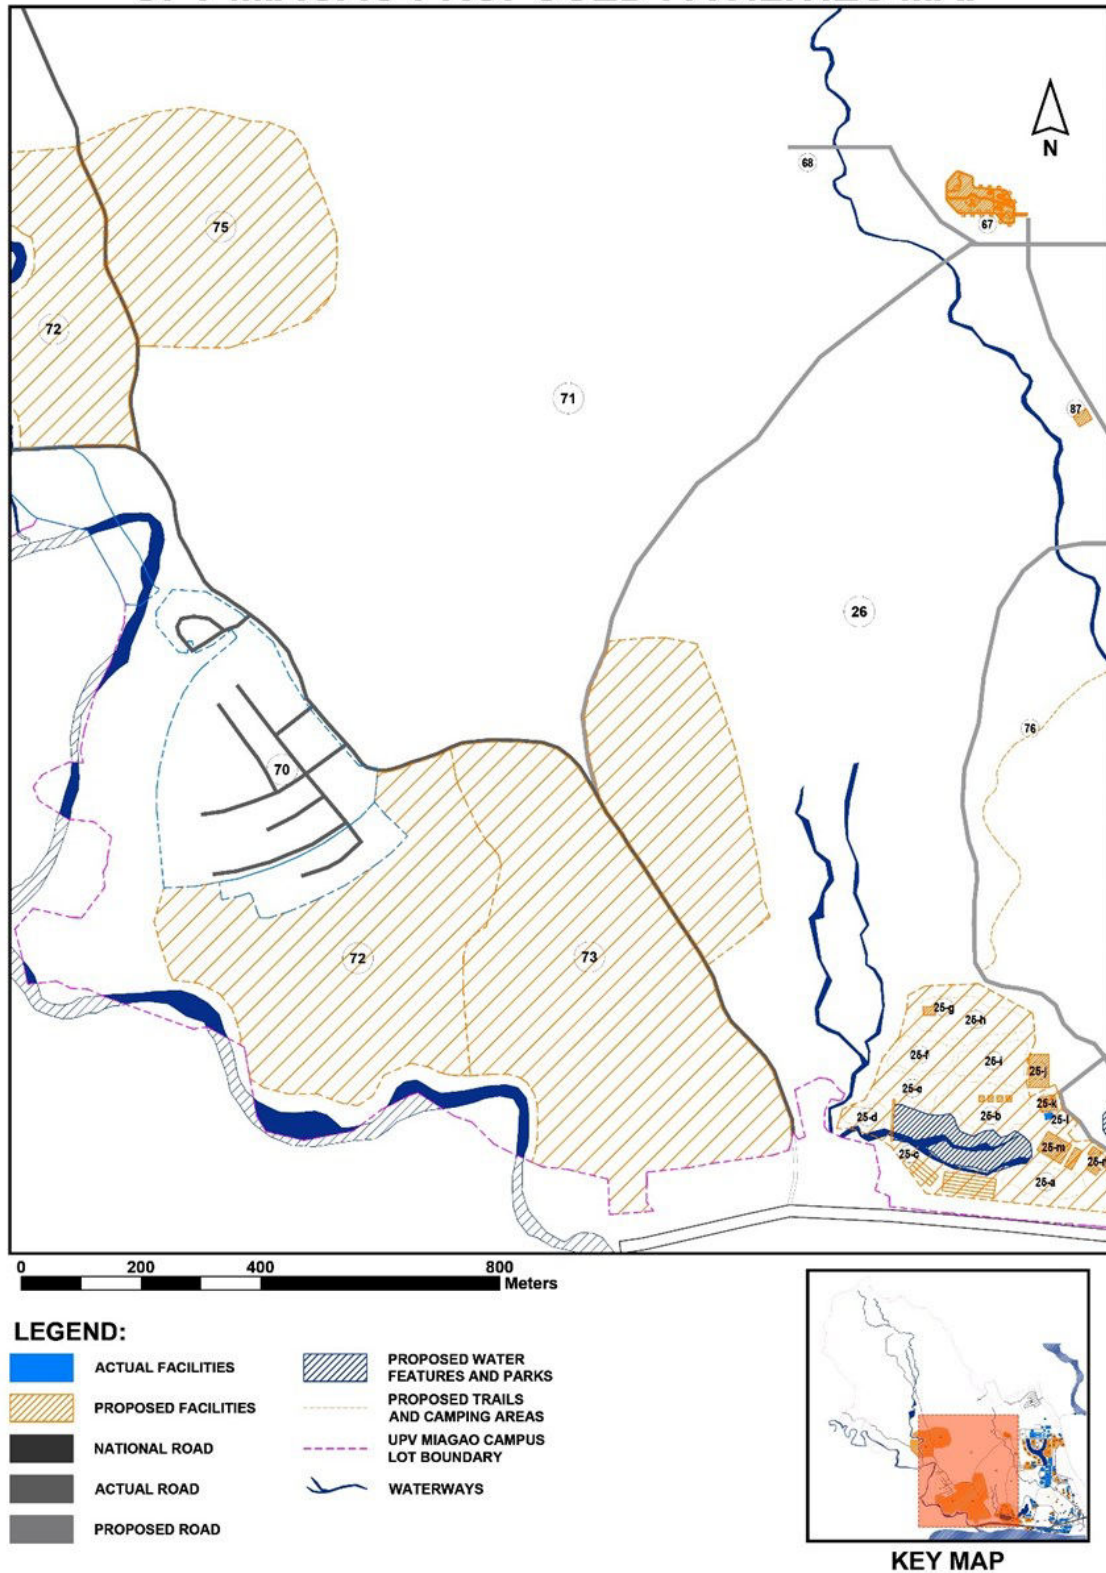 68
N
75
67
72
71
87
26
76
70
72
73
25-g
25-h
25-f
25-i
25-j
25-e
25-k
25-d
25-b
25-l
25-m
25-c
25-a
0 200 400 800 Meters
LEGEND:
ACTUAL FACILITIES
PROPOSED FACILITIES
NATIONAL ROAD
ACTUAL ROAD
PROPOSED ROAD
PROPOSED WATER
FEATURES AND PARKS
PROPOSED TRAILS
AND CAMPING AREAS
UPV MIAGAO CAMPUS
LOT BOUNDARY
WATERWAYS
KEY MAP